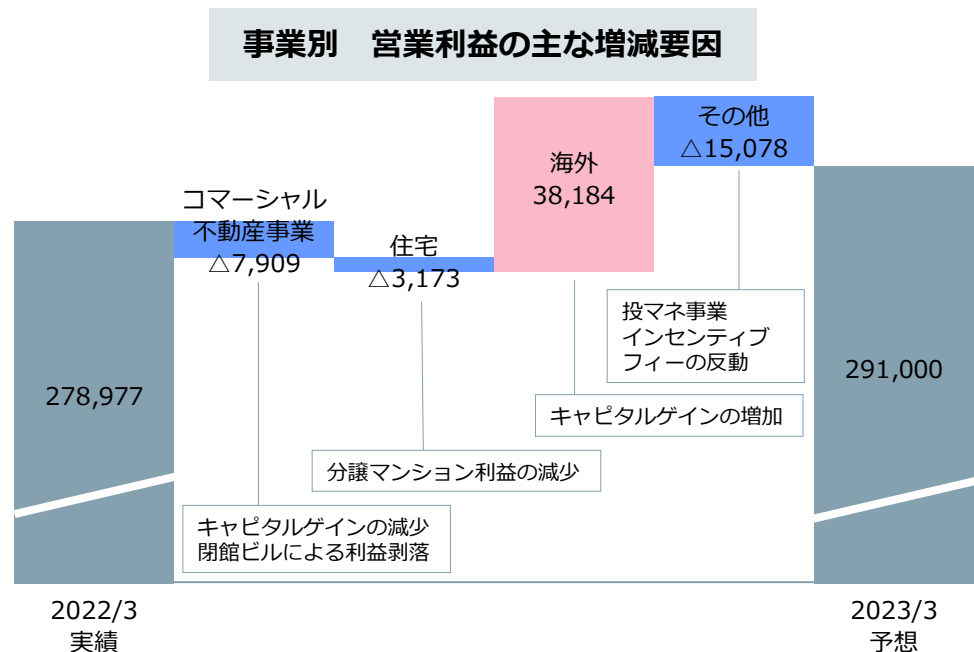 事業別　営業利益の主な増減要因
コマーシャル
不動産事業
△7,909
住宅
△3,173
海外
38,184
その他
△15,078
278,977
291,000
投マネ事業
インセンティブ
フィーの反動
キャピタルゲインの増加
分譲マンション利益の減少
キャピタルゲインの減少
閉館ビルによる利益剥落
2022/3
実績
2023/3
予想